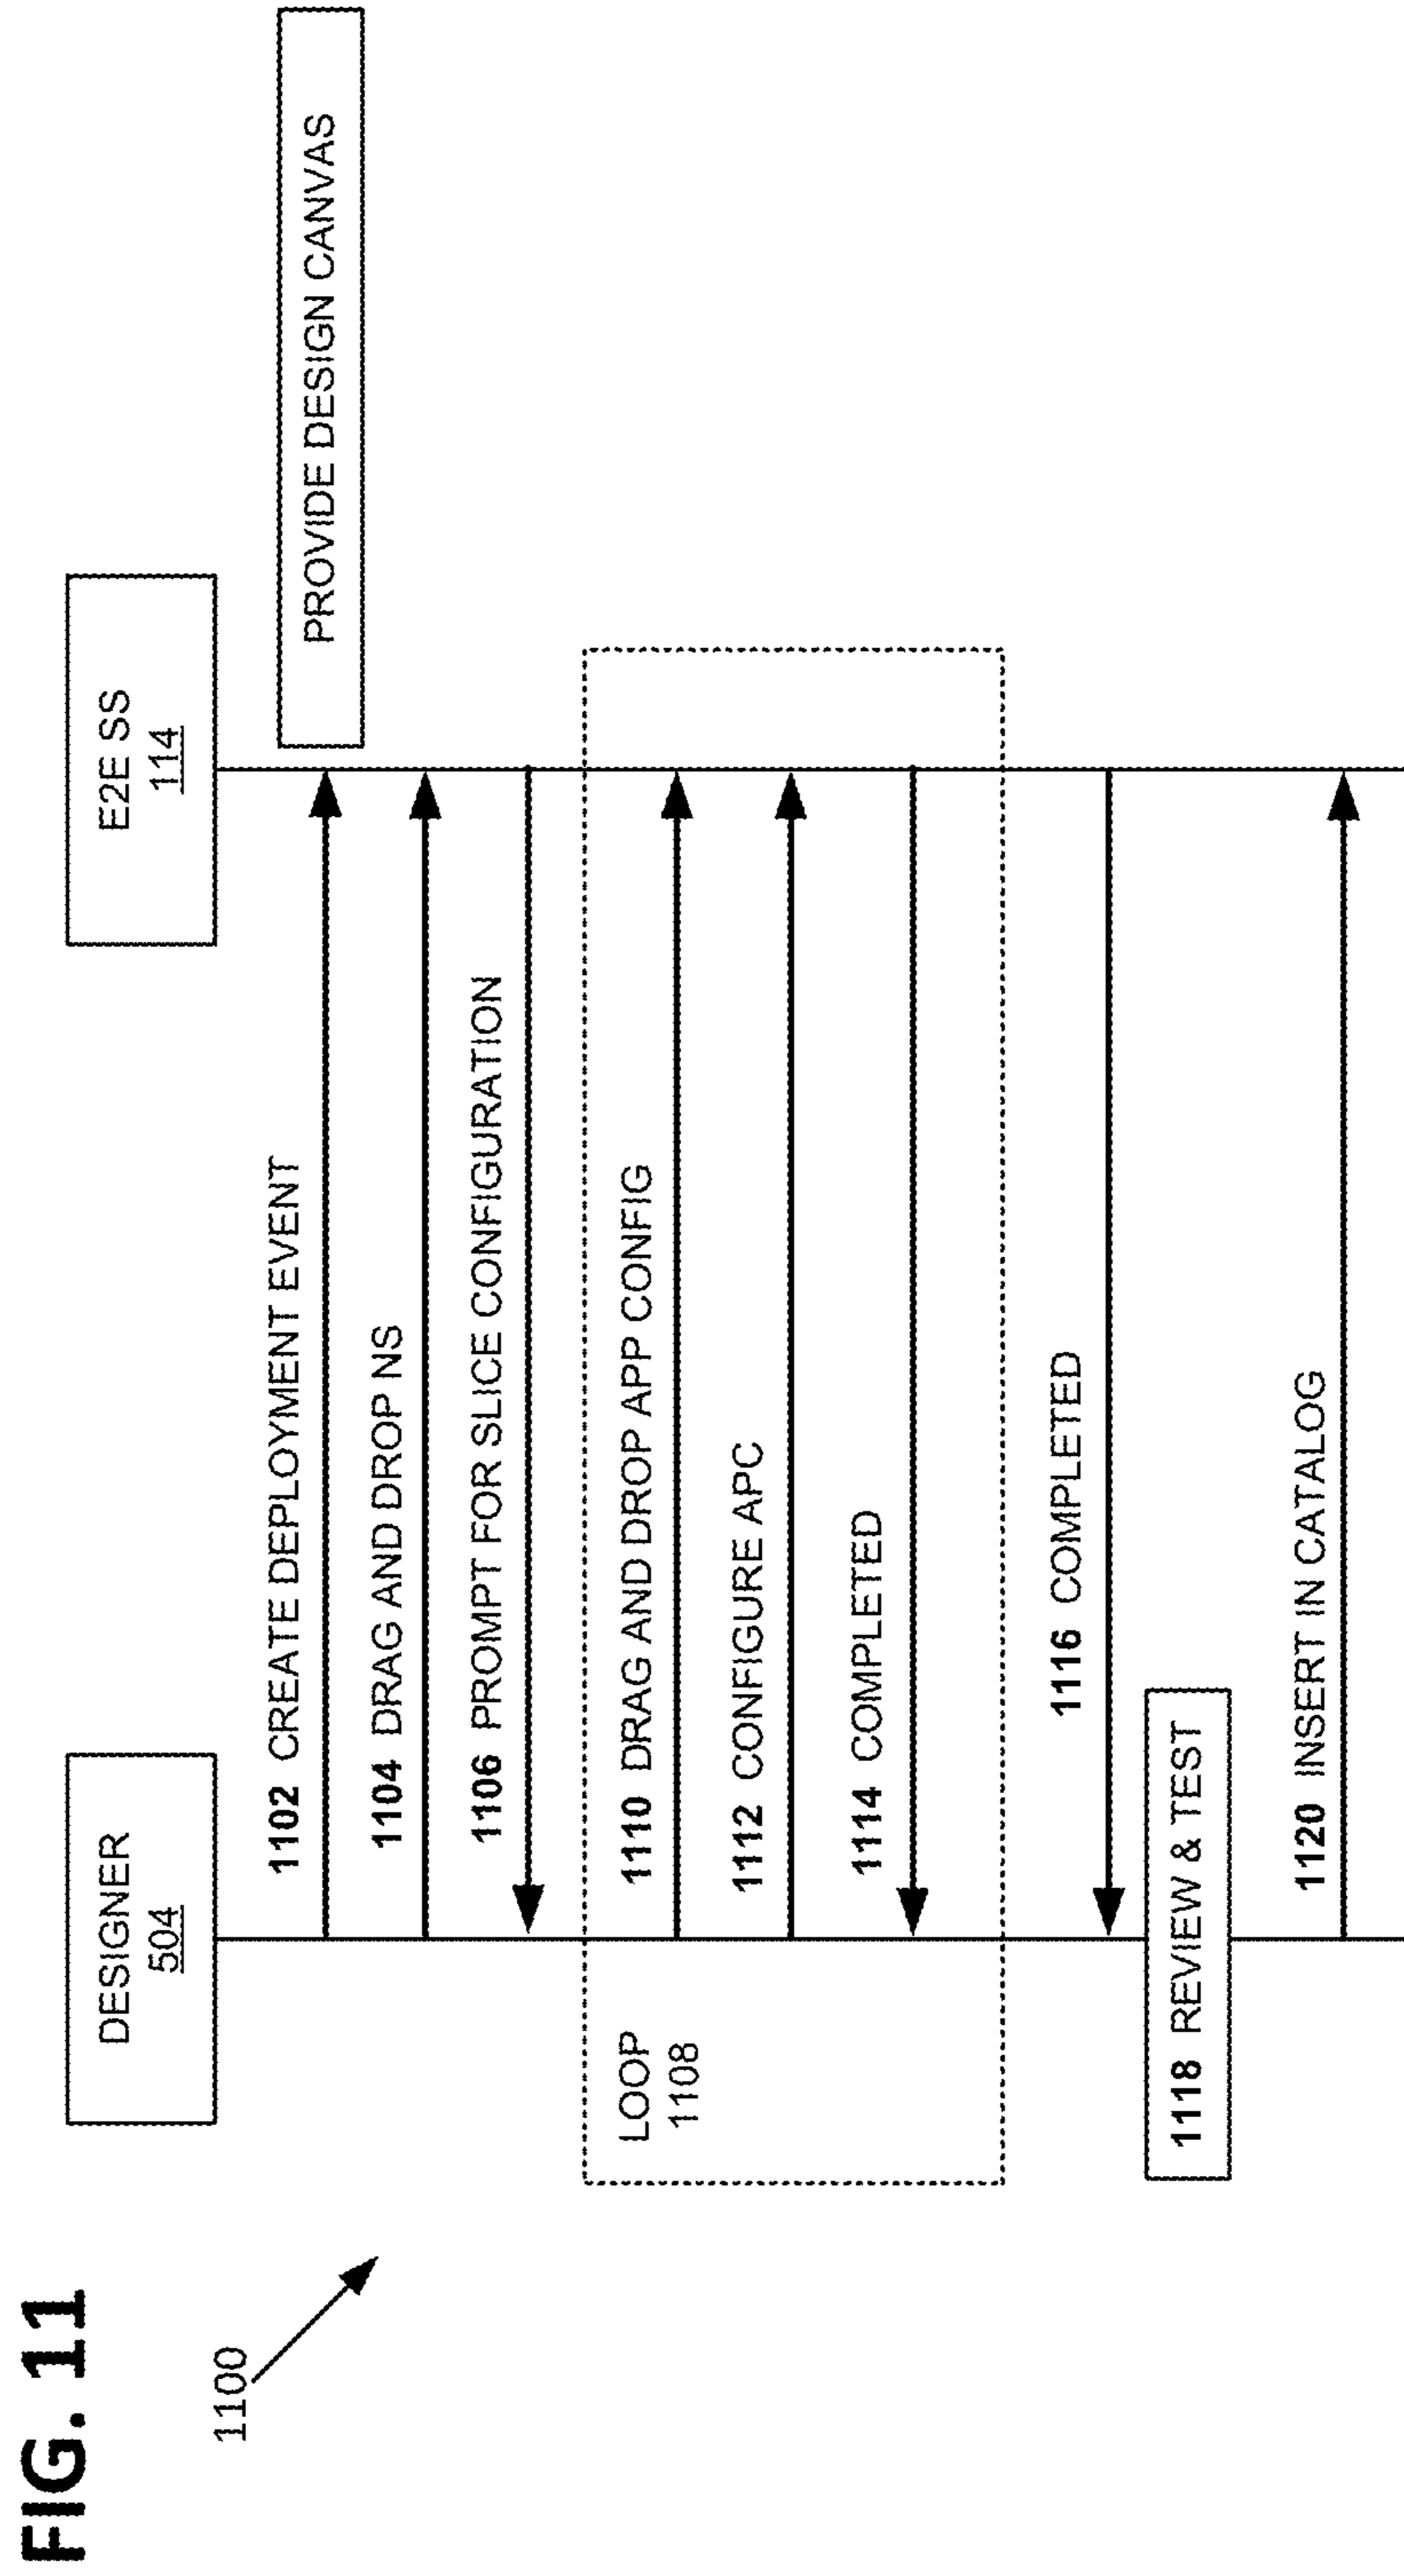 FIG. 11
1100
DESIGNER
504
E2E SS
114
1102 CREATE DEPLOYMENT EVENT
PROVIDE DESIGN CANVAS
1104 DRAG AND DROP NS
1106 PROMPT FOR SLICE CONFIGURATION
LOOP
1108
1110 DRAG AND DROP APP CONFIG
1112 CONFIGURE APC
1114 COMPLETED
1116 COMPLETED
1118 REVIEW & TEST
1120 INSERT IN CATALOG